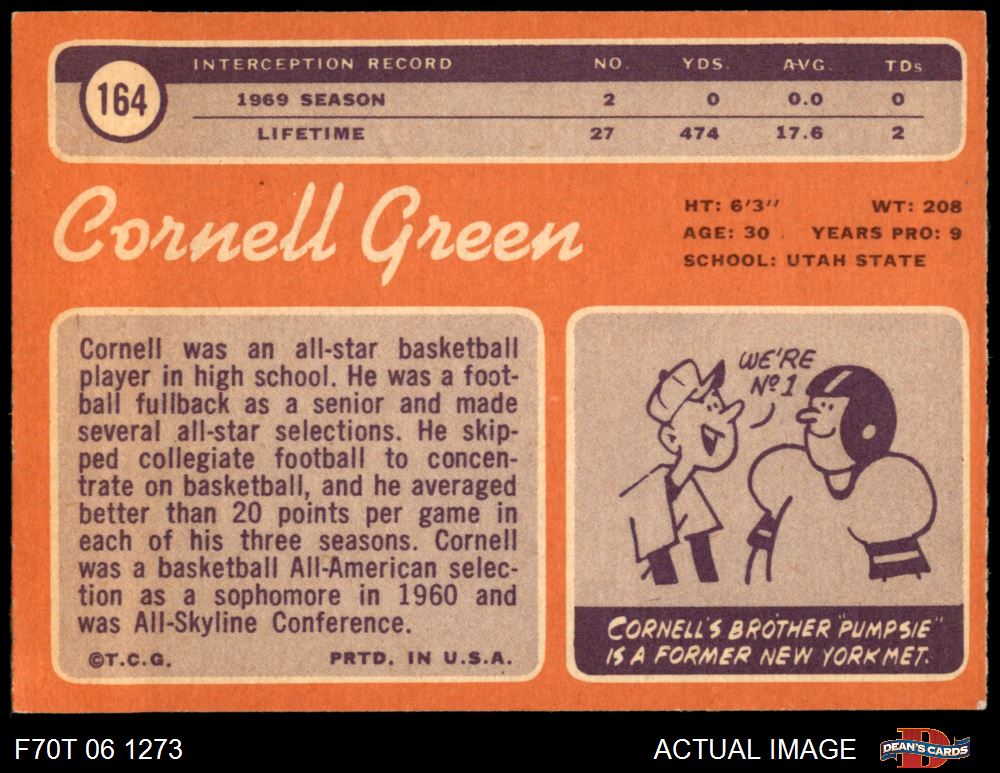 164
INTERCEPTION RECORD NO. YDS. AVG. TDs
1969 SEASON 2 0 0.0 0
LIFETIME 27 474 17.6 2
Cornell Green
HT: 6'3" WT: 208
AGE: 30 YEARS PRO: 9
SCHOOL: UTAH STATE
Cornell was an all-star basketball
player in high school. He was a foot-
ball fullback as a senior and made
several all-star selections. He skip-
ped collegiate football to concen-
trate on basketball, and he averaged
better than 20 points per game in
each of his three seasons. Cornell
was a basketball All-American selec-
tion as a sophomore in 1960 and
was All-Skyline Conference.
©T.C.G. PRTD. IN U.S.A.
WE'RE
Nº 1
CORNELL'S BROTHER "PUMPSIE"
IS A FORMER NEW YORK MET.
F70T 06 1273
ACTUAL IMAGE
DEAN'S CARDS